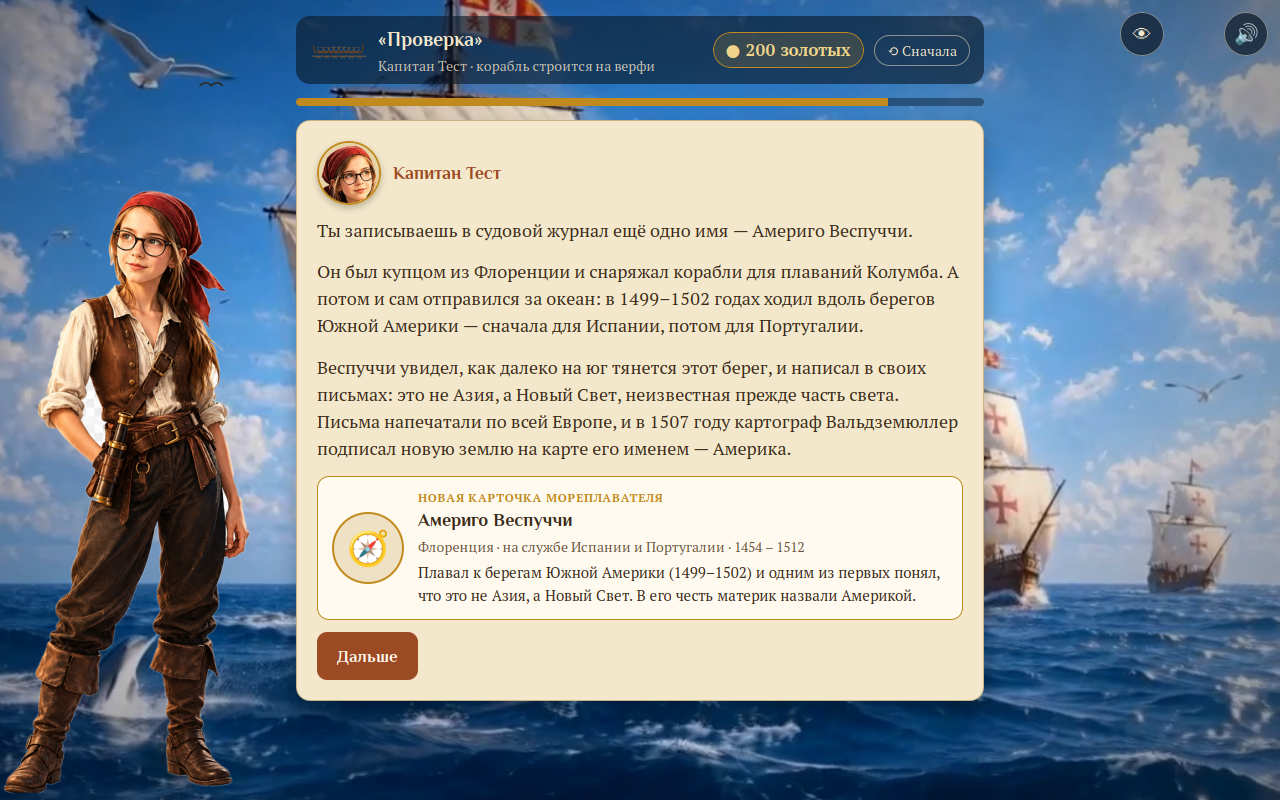 «Проверка»
Капитан Тест · корабль строится на верфи
200 золотых
⟲ Сначала
Капитан Тест
Ты записываешь в судовой журнал ещё одно имя — Америго Веспуччи.
Он был купцом из Флоренции и снаряжал корабли для плаваний Колумба. А
потом и сам отправился за океан: в 1499–1502 годах ходил вдоль берегов
Южной Америки — сначала для Испании, потом для Португалии.
Веспуччи увидел, как далеко на юг тянется этот берег, и написал в своих
письмах: это не Азия, а Новый Свет, неизвестная прежде часть света.
Письма напечатали по всей Европе, и в 1507 году картограф Вальдземюллер
подписал новую землю на карте его именем — Америка.
НОВАЯ КАРТОЧКА МОРЕПЛАВАТЕЛЯ
Америго Веспуччи
Флоренция · на службе Испании и Португалии · 1454 – 1512
Плавал к берегам Южной Америки (1499–1502) и одним из первых понял,
что это не Азия, а Новый Свет. В его честь материк назвали Америкой.
Дальше